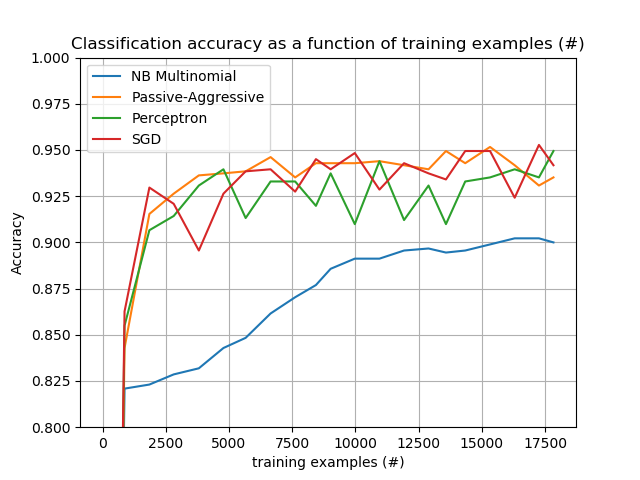 Classification accuracy as a function of training examples (#)
1.000
0.975
0.950
0.925
0.900
0.875
0.850
0.825
0.800
Accuracy
NB Multinomial
Passive-Aggressive
Perceptron
SGD
0 2500 5000 7500 10000 12500 15000 17500
training examples (#)